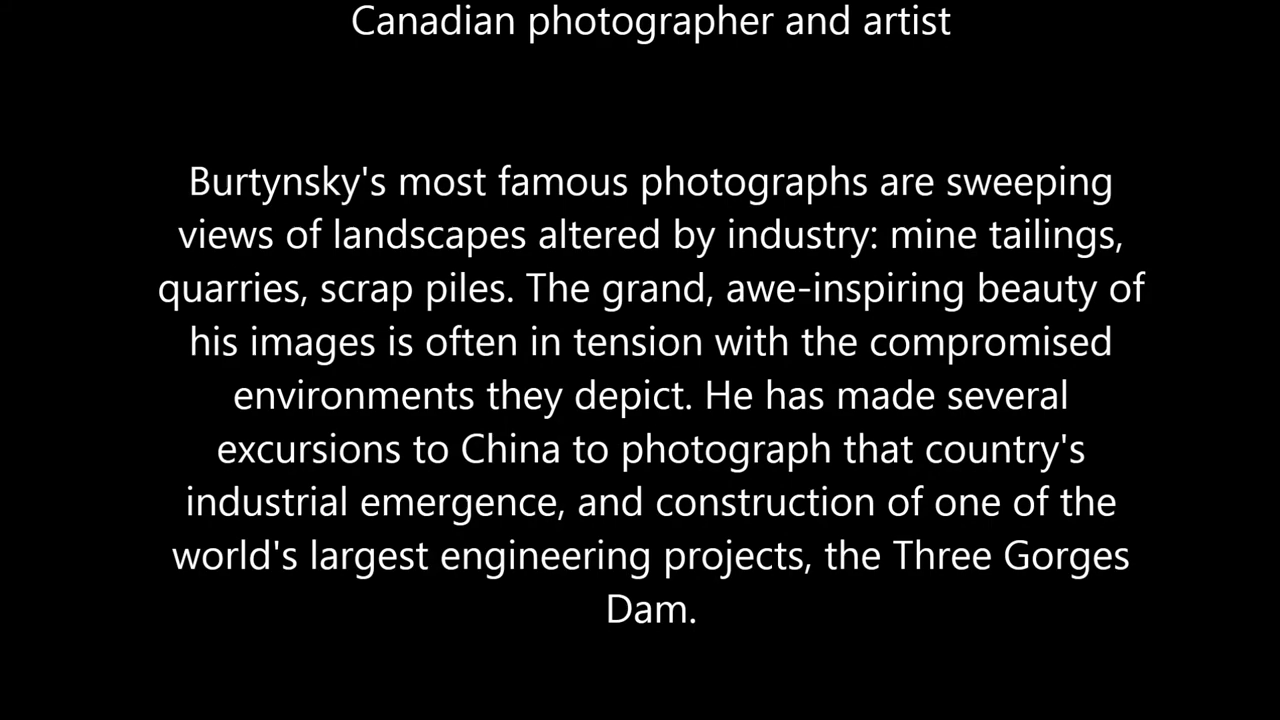 Canadian photographer and artist
Burtynsky's most famous photographs are sweeping
views of landscapes altered by industry: mine tailings,
quarries, scrap piles. The grand, awe-inspiring beauty of
his images is often in tension with the compromised
environments they depict. He has made several
excursions to China to photograph that country's
industrial emergence, and construction of one of the
world's largest engineering projects, the Three Gorges
Dam.